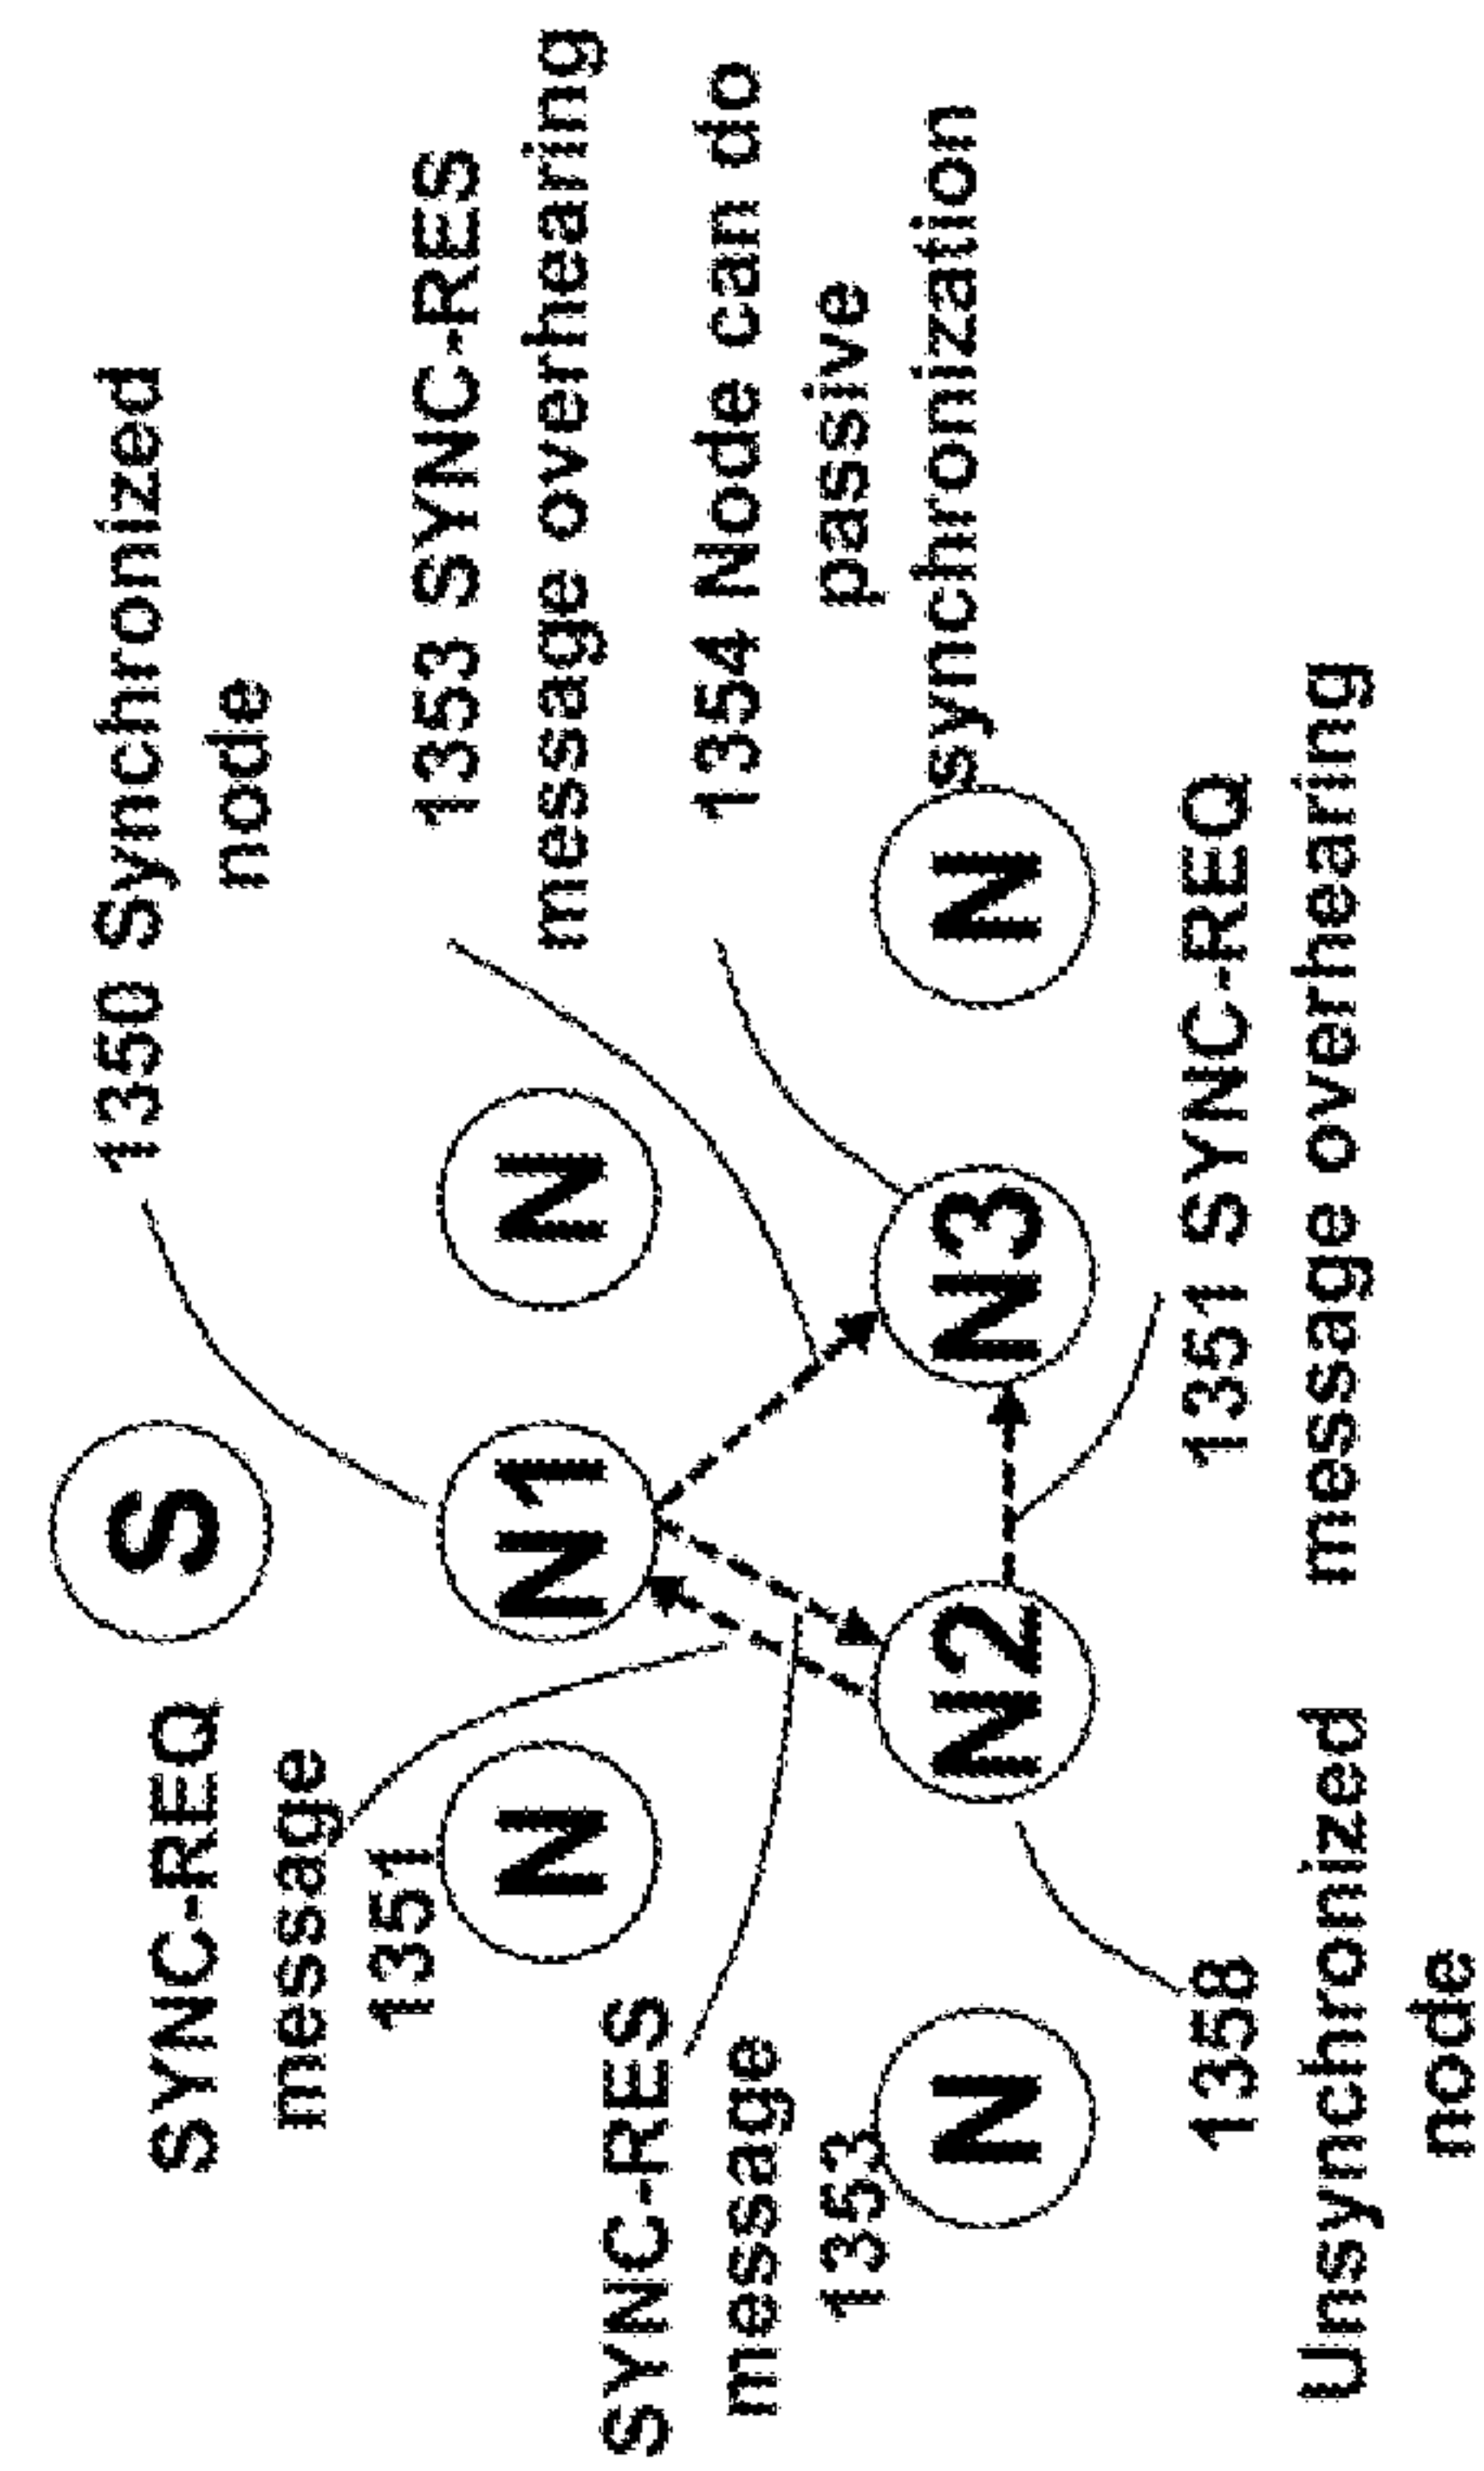 SYNC-REQ
message
1351
S
1350 Synchronized
node
SYNC-RES
message
1353
N
N1
N
1353 SYNC-RES
message overhearing
1354 Node can do
passive
synchronization
N
N2
N3
N
1358
Unsynchronized
node
1351 SYNC-REQ
message overhearing